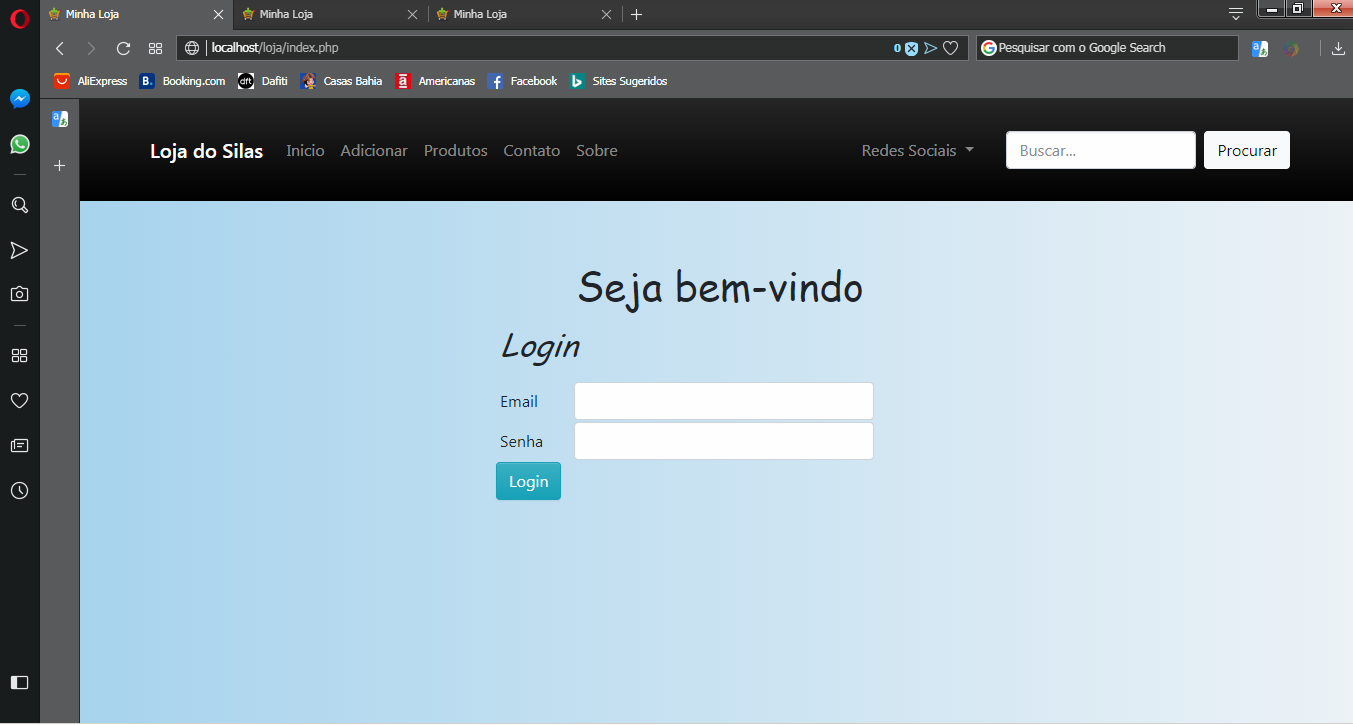 Minha Loja Minha Loja Minha Loja
localhost/loja/index.php 0 Pesquisar com o Google Search
AliExpress B. Booking.com dft Dafiti Casas Bahia a Americanas f Facebook b Sites Sugeridos
Loja do Silas Inicio Adicionar Produtos Contato Sobre Redes Sociais Buscar... Procurar
Seja bem-vindo
Login
Email
Senha
Login